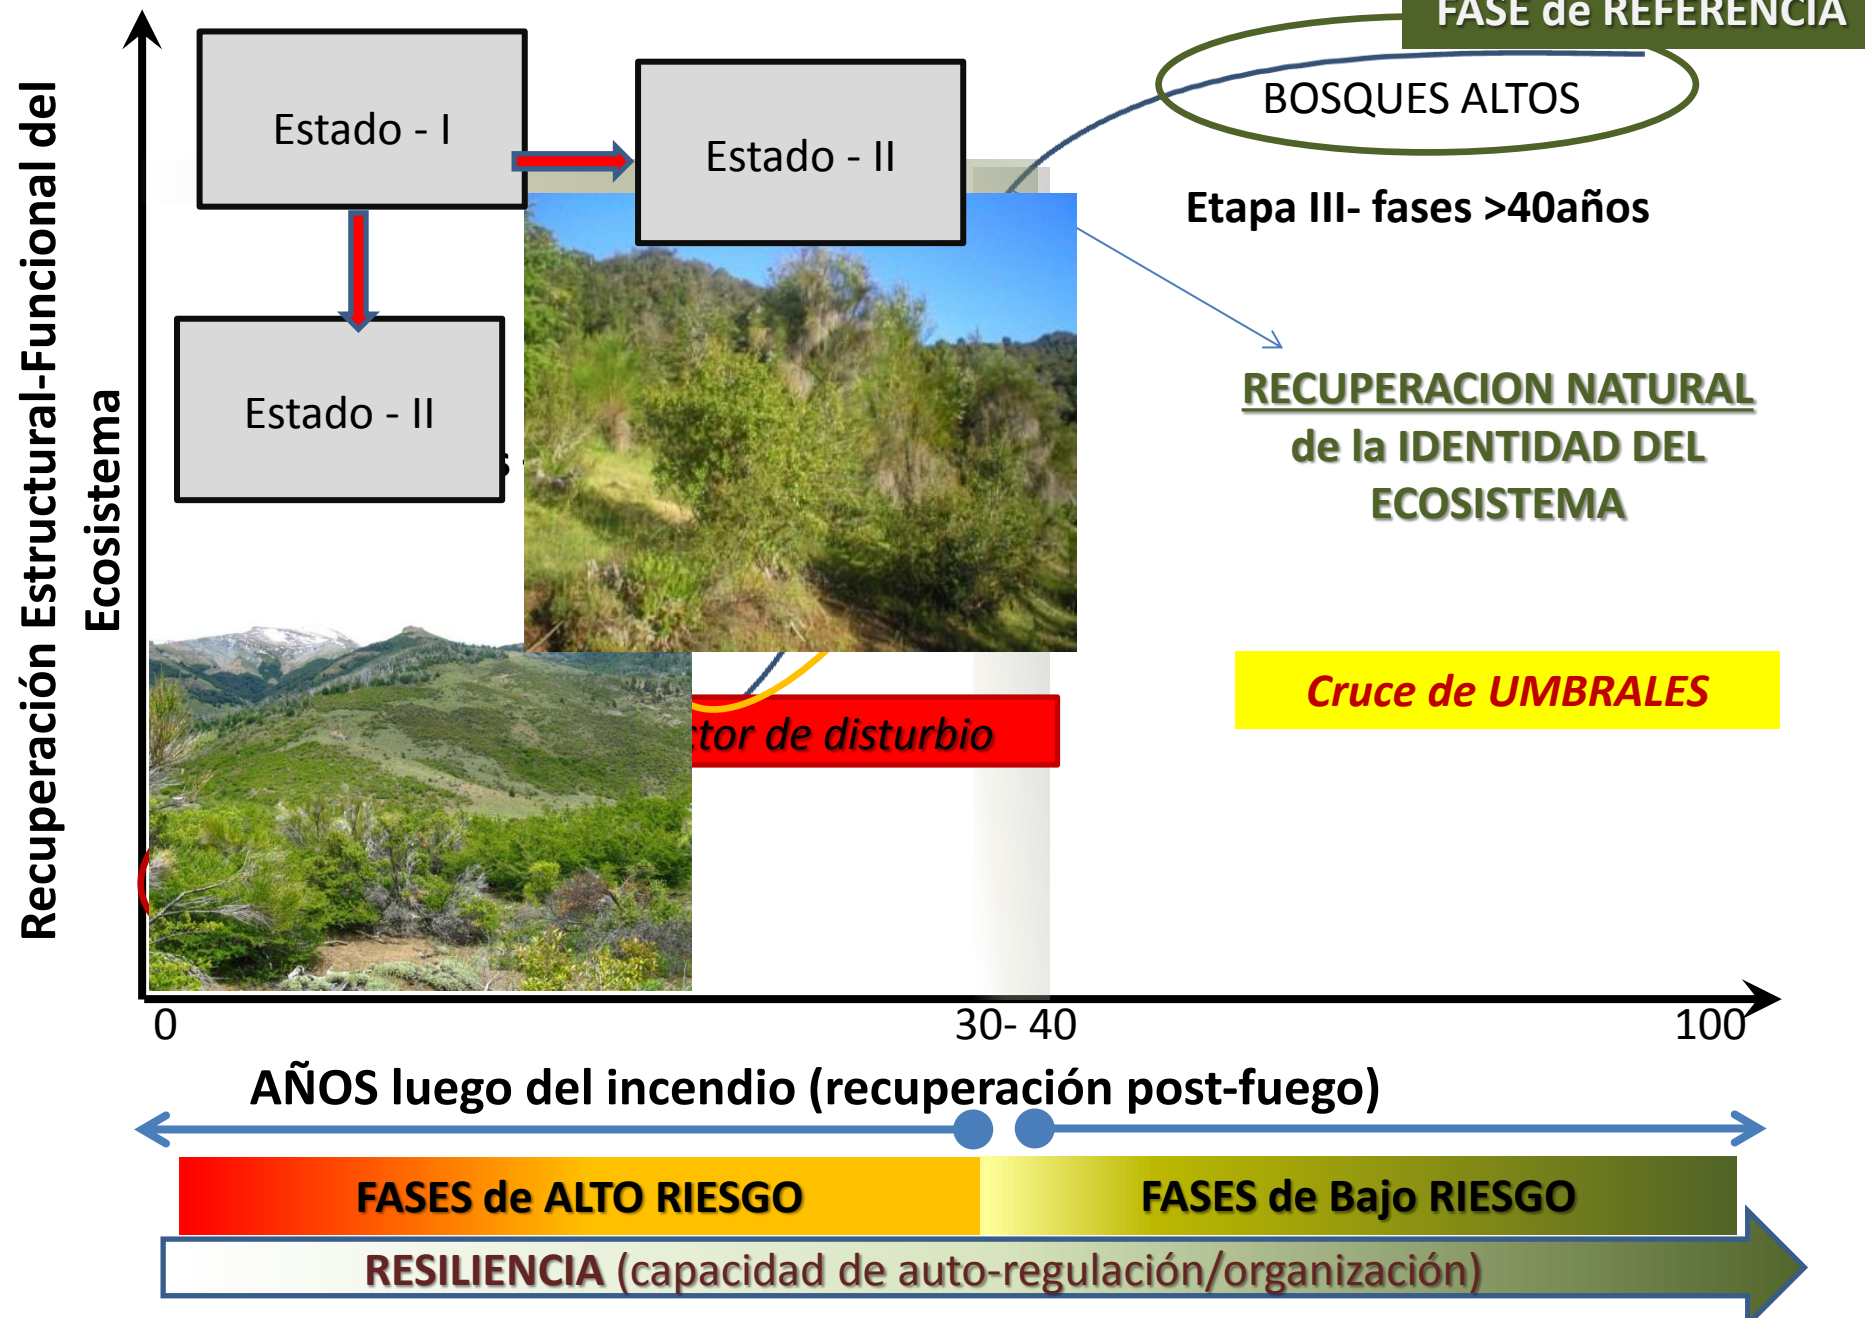 FASE de REFERENCIA
BOSQUES ALTOS
Estado - I
Estado - II
Etapa III- fases >40años
Estado - II
Recuperación Estructural-Funcional del
Ecosistema
RECUPERACION NATURAL
de la IDENTIDAD DEL
ECOSISTEMA
Cruce de UMBRALES
de disturbio
0
30- 40
100
AÑOS luego del incendio (recuperación post-fuego)
FASES de ALTO RIESGO
FASES de Bajo RIESGO
RESILIENCIA (capacidad de auto-regulación/organización)